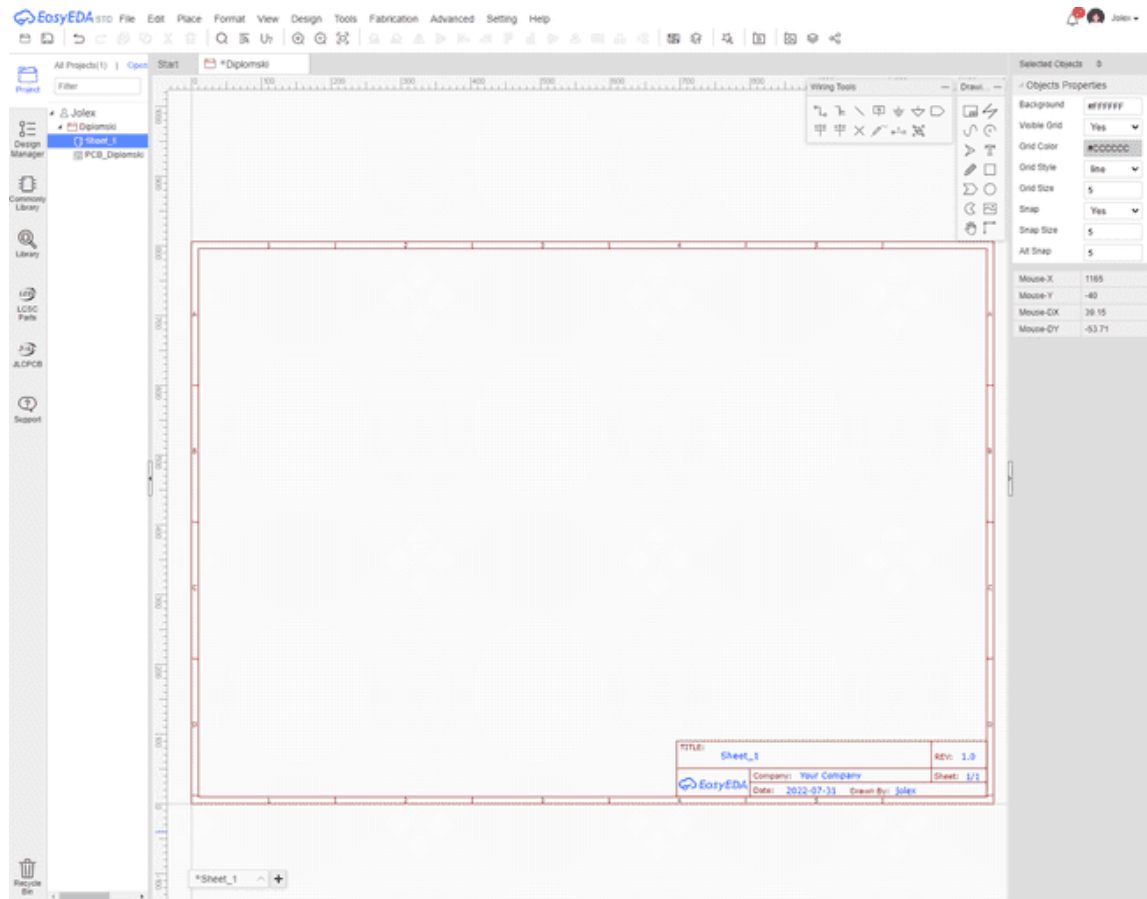 EasyEDA STD File Edit Place Format View Design Tools Fabrication Advanced Setting Help Jolex
All Projects(1) | Open
Start
*Diplomski
Selected Objects 0
Project
Filter
Wiring Tools
Drawi...
Objects Properties
Background #FFFFFF
Visible Grid Yes
Grid Color #CCCCCC
Grid Style line
Grid Size 5
Snap Yes
Snap Size 5
Alt Snap 5
Mouse-X 1165
Mouse-Y -40
Mouse-DX 39.15
Mouse-DY -53.71
Jolex
Diplomski
Sheet_1
PCB_Diplomski
Design
Manager
Commonly
Library
Library
LCSC
Parts
JLCPCB
Support
Recycle
Bin
TITLE:
Sheet_1
REV: 1.0
EasyEDA
Company: Your Company
Sheet: 1/1
Date: 2022-07-31 Drawn By: Jolex
*Sheet_1